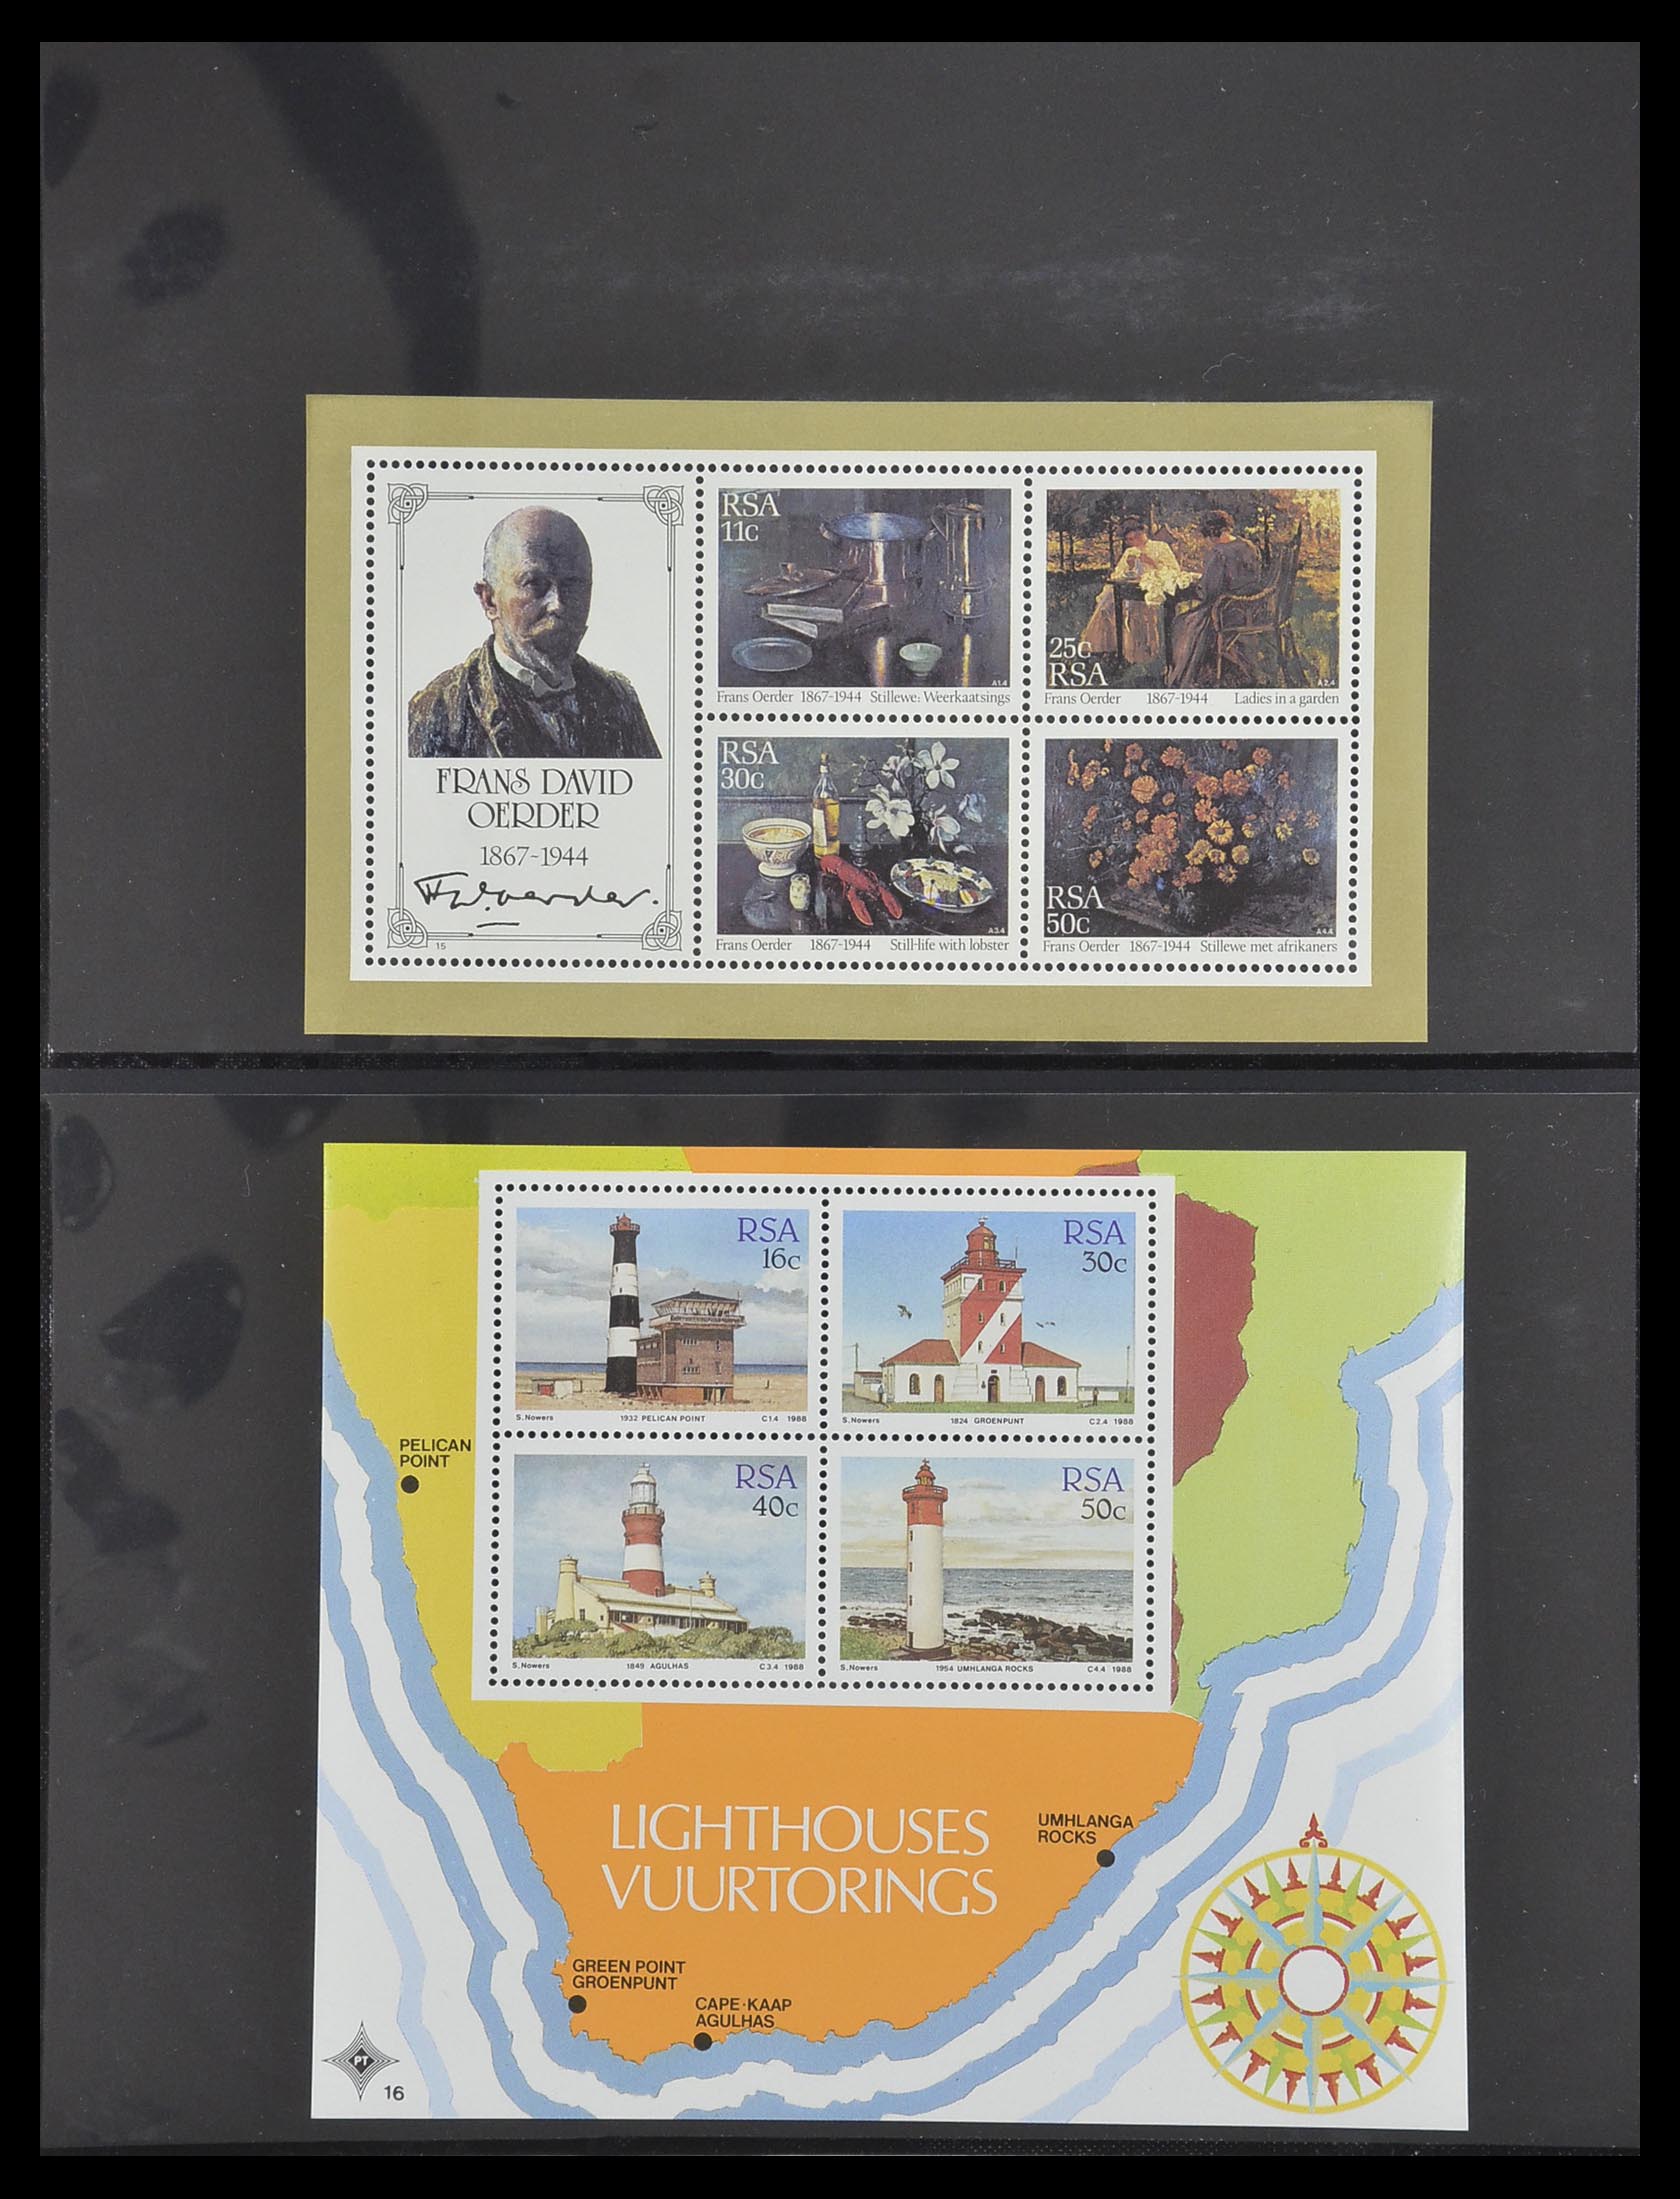 FRANS DAVID
OERDER
1867-1944
15
RSA
11c
A1.4
Frans Oerder 1867-1944 Stillewe: Weerkaatsings
25c
RSA
A2.4
Frans Oerder 1867-1944 Ladies in a garden
RSA
30c
A3.4
Frans Oerder 1867-1944 Still-life with lobster
RSA
50c
A4.4
Frans Oerder 1867-1944 Stillewe met afrikaners
RSA
16c
S.Nowers 1932 PELICAN POINT C1.4 1988
RSA
30c
S.Nowers 1824 GROENPUNT C2.4 1988
RSA
40c
S.Nowers 1849 AGULHAS C3.4 1988
RSA
50c
S.Nowers 1954 UMHLANGA ROCKS C4.4 1988
PELICAN
POINT
LIGHTHOUSES
VUURTORINGS
UMHLANGA
ROCKS
GREEN POINT
GROENPUNT
CAPE·KAAP
AGULHAS
PT
16